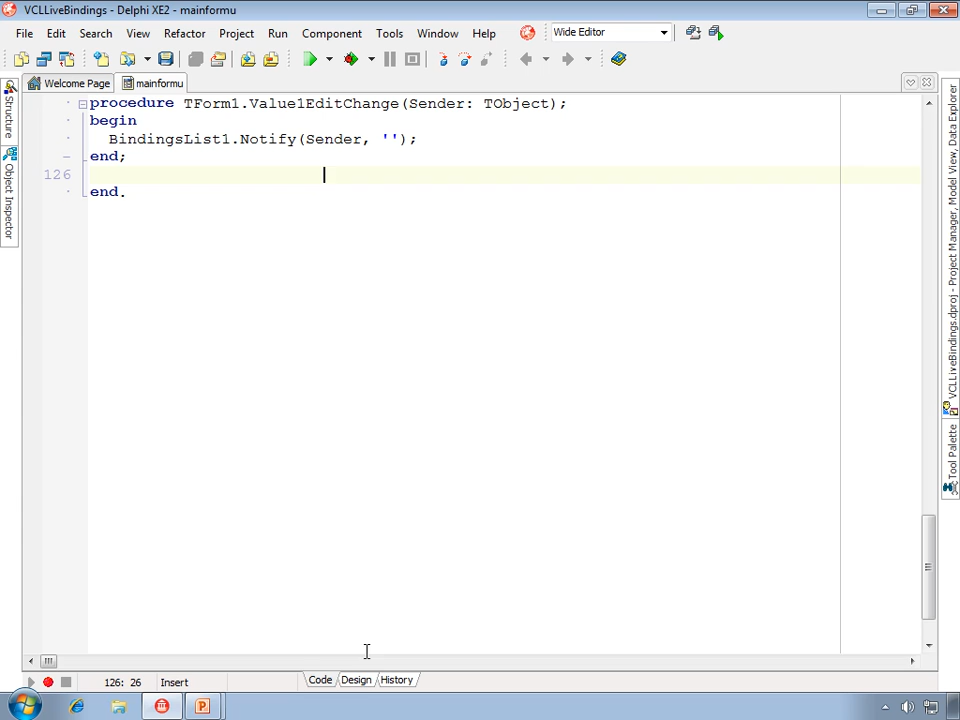 VCLLiveBindings - Delphi XE2 - mainformu
File Edit Search View Refactor Project Run Component Tools Window Help Wide Editor
Welcome Page mainformu
procedure TForm1.Value1EditChange(Sender: TObject);
begin
BindingsList1.Notify(Sender, '');
end;
126
end.
Structure
Object Inspector
VCLLiveBindings.dproj - Project Manager, Model View, Data Explorer
Tool Palette
126: 26 Insert Code Design History